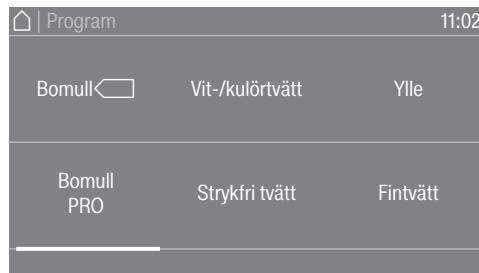 | Program 11:02
Bomull Vit-/kulörtvätt Ylle
Bomull
PRO
Strykfri tvätt
Fintvätt